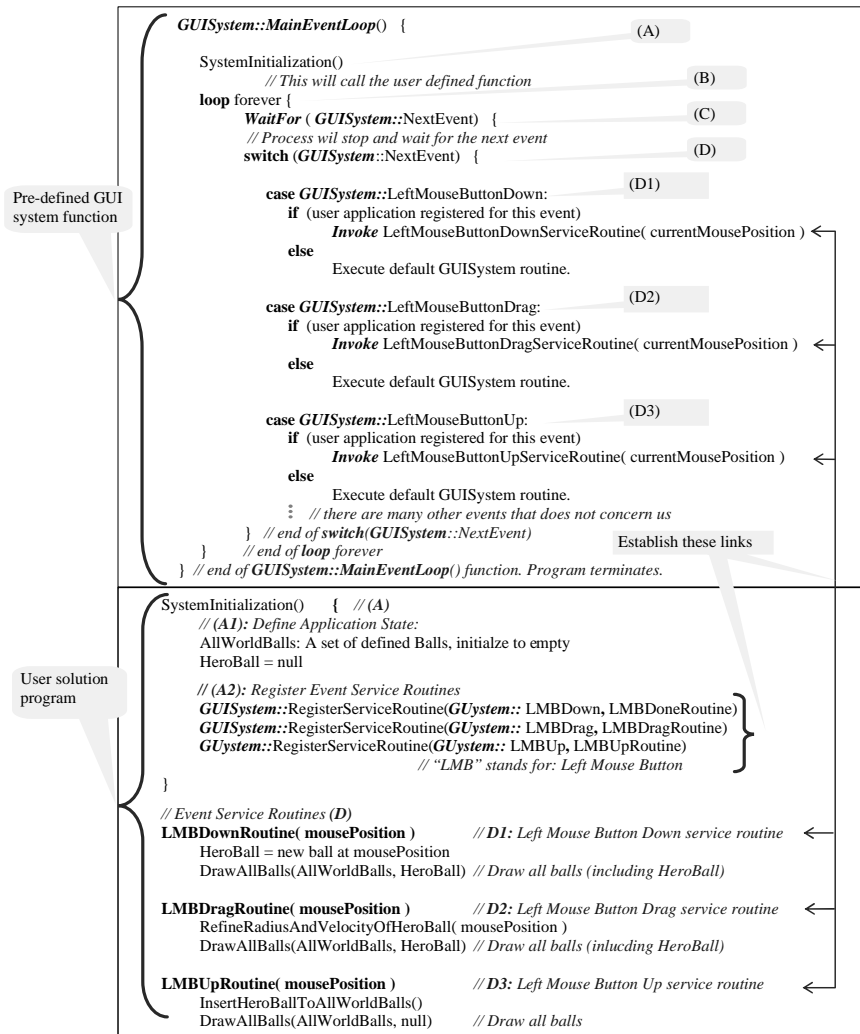 GUISystem::MainEventLoop() {
(A)
SystemInitialization()
// This will call the user defined function
(B)
loop forever {
WaitFor ( GUISystem::NextEvent) {
(C)
// Process wil stop and wait for the next event
switch (GUISystem::NextEvent) {
(D)
case GUISystem::LeftMouseButtonDown:
(D1)
if (user application registered for this event)
Invoke LeftMouseButtonDownServiceRoutine( currentMousePosition )
else
Execute default GUISystem routine.
Pre-defined GUI
system function
case GUISystem::LeftMouseButtonDrag:
(D2)
if (user application registered for this event)
Invoke LeftMouseButtonDragServiceRoutine( currentMousePosition )
else
Execute default GUISystem routine.
case GUISystem::LeftMouseButtonUp:
(D3)
if (user application registered for this event)
Invoke LeftMouseButtonUpServiceRoutine( currentMousePosition )
else
Execute default GUISystem routine.
// there are many other events that does not concern us
} // end of switch(GUISystem::NextEvent)
} // end of loop forever
} // end of GUISystem::MainEventLoop() function. Program terminates.
Establish these links
SystemInitialization() { // (A)
// (A1): Define Application State:
AllWorldBalls: A set of defined Balls, initialze to empty
HeroBall = null
User solution
program
// (A2): Register Event Service Routines
GUISystem::RegisterServiceRoutine(GUystem:: LMBDown, LMBDoneRoutine)
GUISystem::RegisterServiceRoutine(GUystem:: LMBDrag, LMBDragRoutine)
GUystem::RegisterServiceRoutine(GUystem:: LMBUp, LMBUpRoutine)
// “LMB” stands for: Left Mouse Button
}
// Event Service Routines (D)
LMBDownRoutine( mousePosition ) // D1: Left Mouse Button Down service routine
HeroBall = new ball at mousePosition
DrawAllBalls(AllWorldBalls, HeroBall) // Draw all balls (including HeroBall)
LMBDragRoutine( mousePosition ) // D2: Left Mouse Button Drag service routine
RefineRadiusAndVelocityOfHeroBall( mousePosition )
DrawAllBalls(AllWorldBalls, HeroBall) // Draw all balls (inlucding HeroBall)
LMBUpRoutine( mousePosition ) // D3: Left Mouse Button Up service routine
InsertHeroBallToAllWorldBalls()
DrawAllBalls(AllWorldBalls, null) // Draw all balls